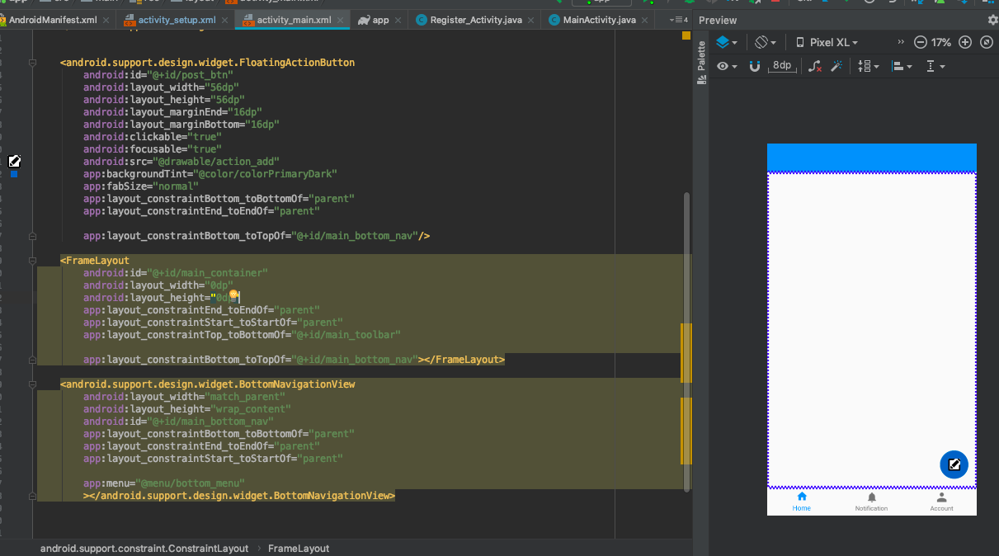 AndroidManifest.xml
activity_setup.xml
activity_main.xml
app
Register_Activity.java
MainActivity.java
4
Preview
Palette
Pixel XL
17%
8dp
<android.support.design.widget.FloatingActionButton
android:id="@+id/post_btn"
android:layout_width="56dp"
android:layout_height="56dp"
android:layout_marginEnd="16dp"
android:layout_marginBottom="16dp"
android:clickable="true"
android:focusable="true"
android:src="@drawable/action_add"
app:backgroundTint="@color/colorPrimaryDark"
app:fabSize="normal"
app:layout_constraintBottom_toBottomOf="parent"
app:layout_constraintEnd_toEndOf="parent"
app:layout_constraintBottom_toTopOf="@+id/main_bottom_nav"/>
<FrameLayout
android:id="@+id/main_container"
android:layout_width="0dp"
android:layout_height="0dp"
app:layout_constraintEnd_toEndOf="parent"
app:layout_constraintStart_toStartOf="parent"
app:layout_constraintTop_toBottomOf="@+id/main_toolbar"
app:layout_constraintBottom_toTopOf="@+id/main_bottom_nav"></FrameLayout>
<android.support.design.widget.BottomNavigationView
android:layout_width="match_parent"
android:layout_height="wrap_content"
android:id="@+id/main_bottom_nav"
app:layout_constraintBottom_toBottomOf="parent"
app:layout_constraintEnd_toEndOf="parent"
app:layout_constraintStart_toStartOf="parent"
app:menu="@menu/bottom_menu"
></android.support.design.widget.BottomNavigationView>
Home
Notification
Account
android.support.constraint.ConstraintLayout › FrameLayout